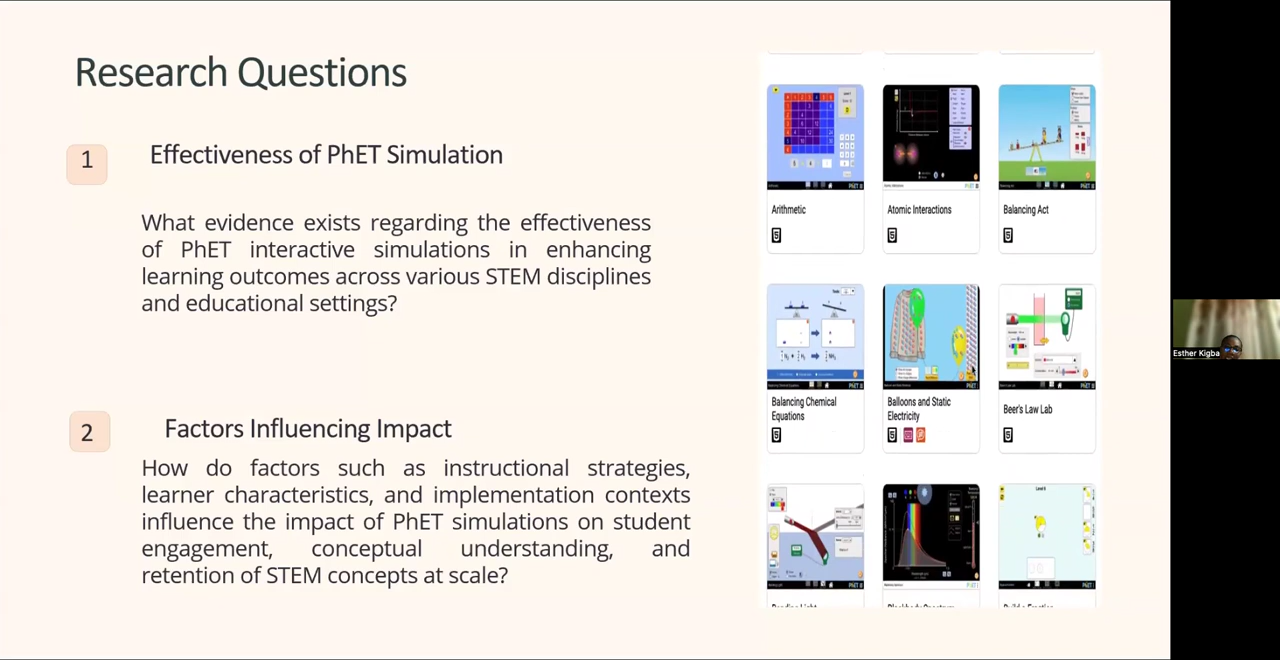 Research Questions
1
Effectiveness of PhET Simulation
What evidence exists regarding the effectiveness
of PhET interactive simulations in enhancing
learning outcomes across various STEM disciplines
and educational settings?
2
Factors Influencing Impact
How do factors such as instructional strategies,
learner characteristics, and implementation contexts
influence the impact of PhET simulations on student
engagement, conceptual understanding, and
retention of STEM concepts at scale?
Arithmetic
Atomic Interactions
Balancing Act
Balancing Chemical
Equations
Balloons and Static
Electricity
Beer's Law Lab
Esther Kigba